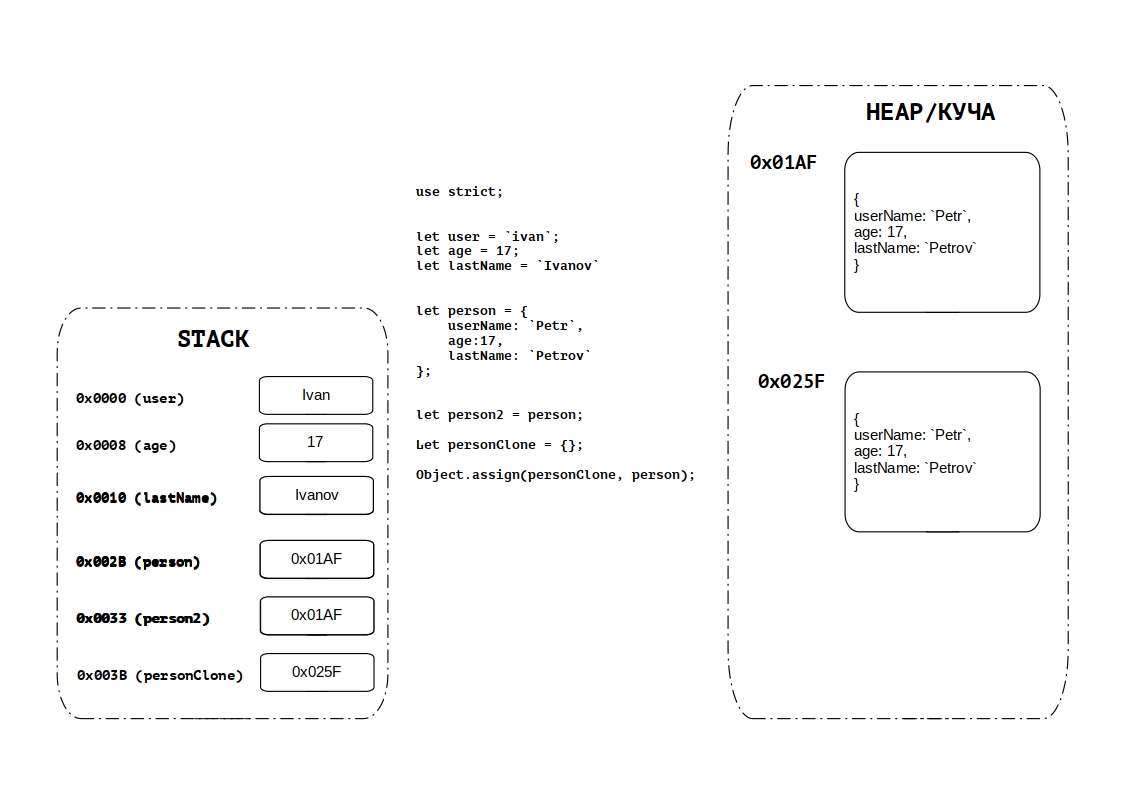 STACK
0x0000 (user)
Ivan
0x0008 (age)
17
0x0010 (lastName)
Ivanov
0x002B (person)
0x01AF
0x0033 (person2)
0x01AF
0x003B (personClone)
0x025F
use strict;
let user = `ivan`;
let age = 17;
let lastName = `Ivanov`
let person = {
userName: `Petr`,
age:17,
lastName: `Petrov`
};
let person2 = person;
Let personClone = {};
Object.assign(personClone, person);
HEAP/КУЧА
0x01AF
{
userName: `Petr`,
age: 17,
lastName: `Petrov`
}
0x025F
{
userName: `Petr`,
age: 17,
lastName: `Petrov`
}